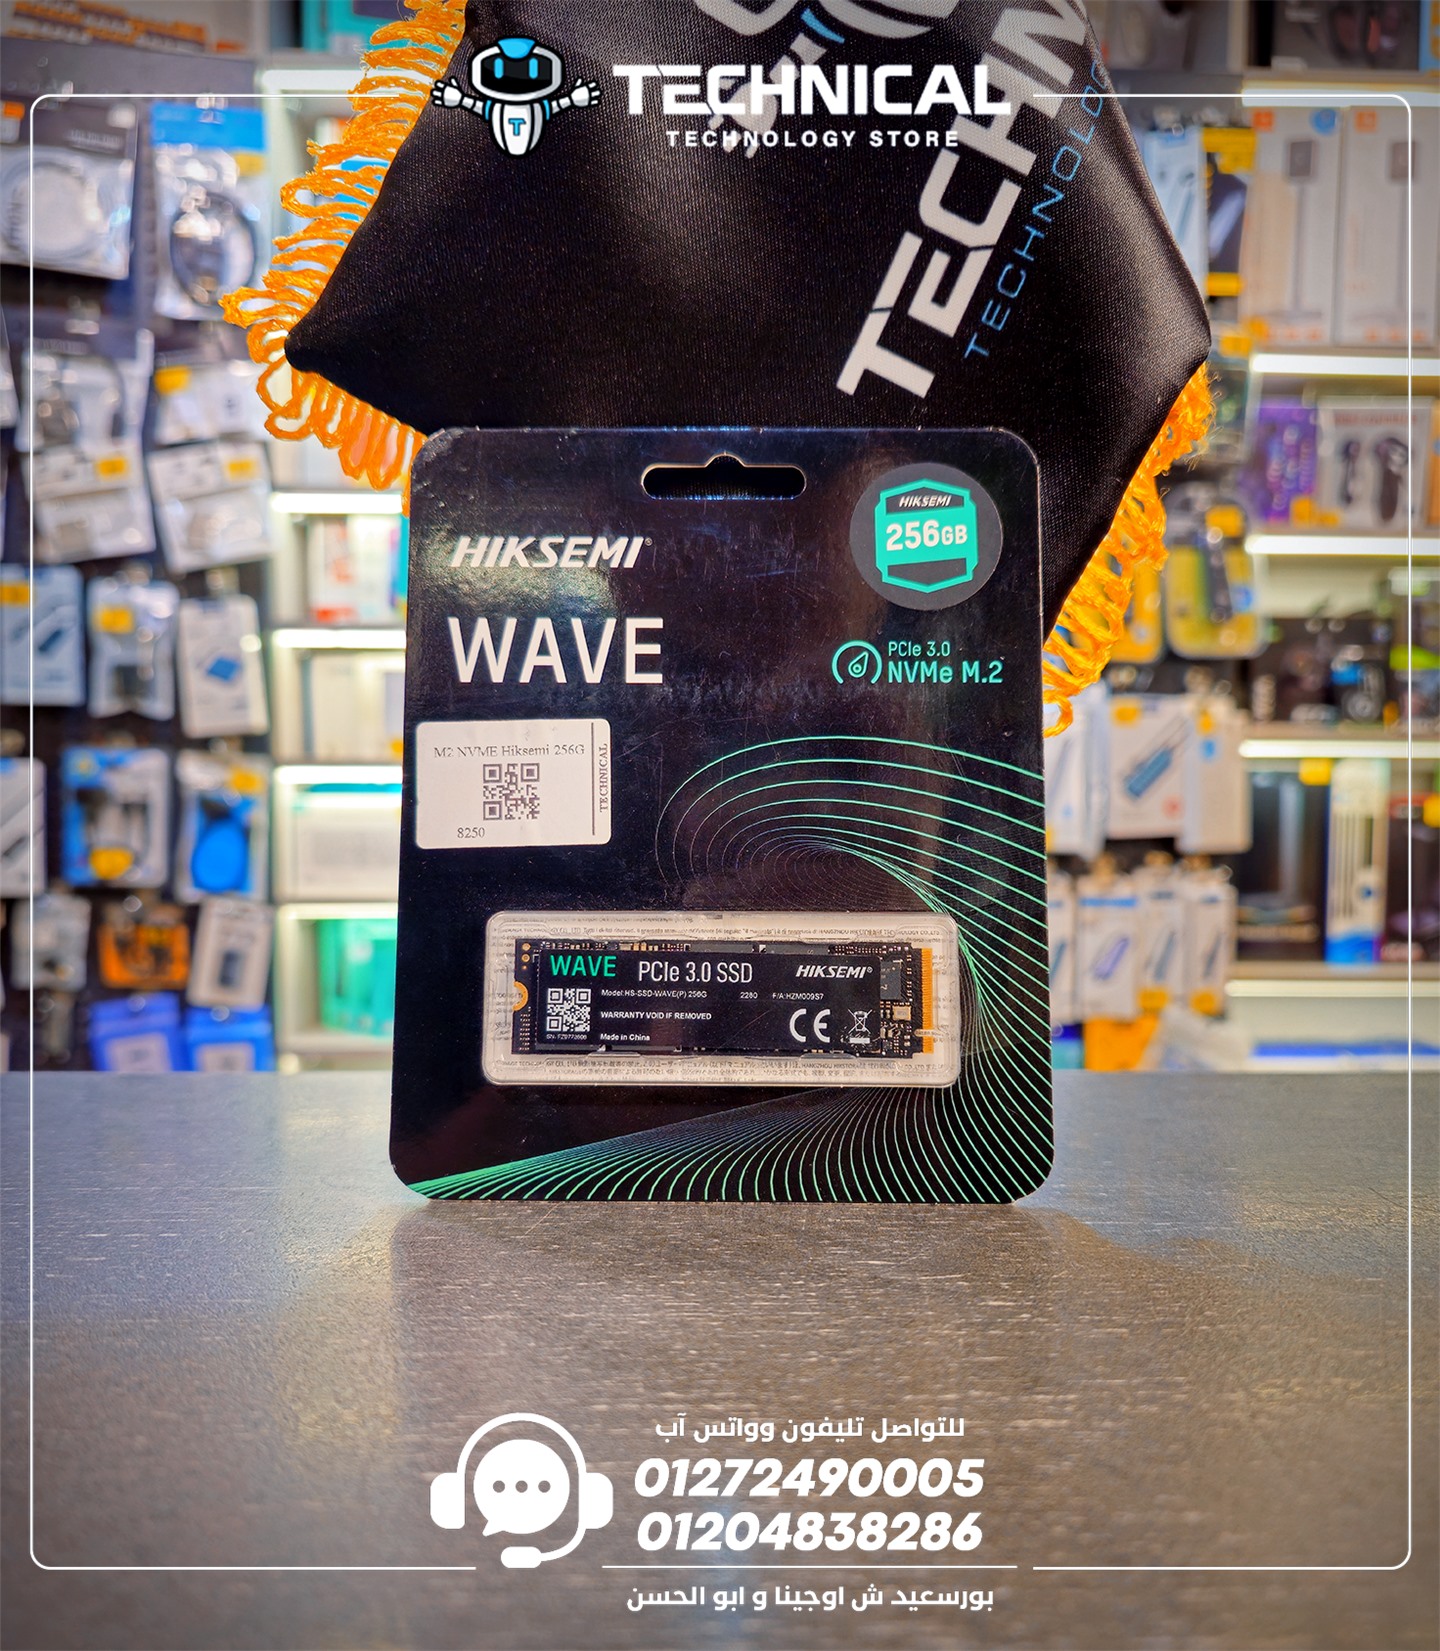 TECHNICAL
TECHNOLOGY STORE
TECHN
TECHNOLO
HIKSEMI
256GB
HIKSEMI®
WAVE
PCIe 3.0
NVMe M.2
M2 NVME Hiksemi 256G
TECHNICAL
8250
WAVE PCIe 3.0 SSD HIKSEMI®
Model:HS-SSD-WAVE(P) 256G 2280 F/A:HZM009S7
WARRANTY VOID IF REMOVED
CE
Made in China
للتواصل تليفون وواتس آب
01272490005
01204838286
بورسعيد ش اوجينا و ابو الحسن